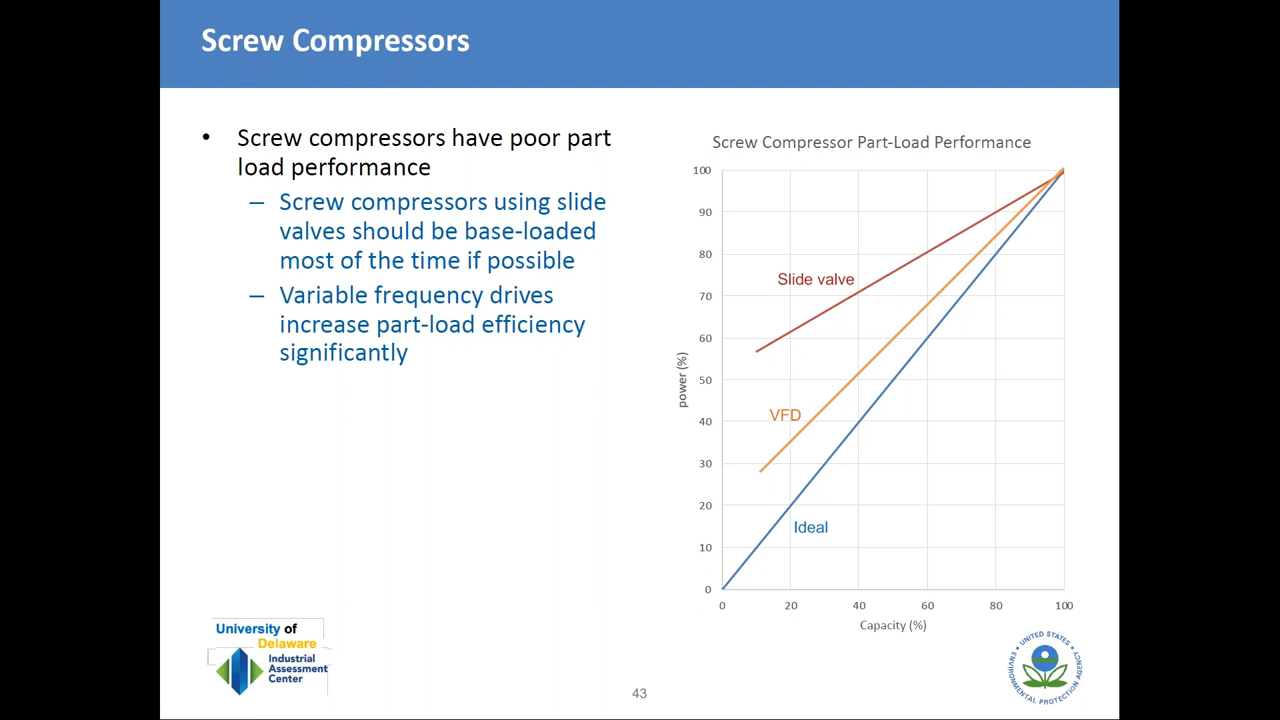 Screw Compressors
• Screw compressors have poor part
load performance
– Screw compressors using slide
valves should be base-loaded
most of the time if possible
– Variable frequency drives
increase part-load efficiency
significantly
Screw Compressor Part-Load Performance
100
90
80
70
60
50
40
30
20
10
0
power (%)
Slide valve
VFD
Ideal
0 20 40 60 80 100
Capacity (%)
University of
Delaware
Industrial
Assessment
Center
43
UNITED STATES
ENVIRONMENTAL PROTECTION AGENCY